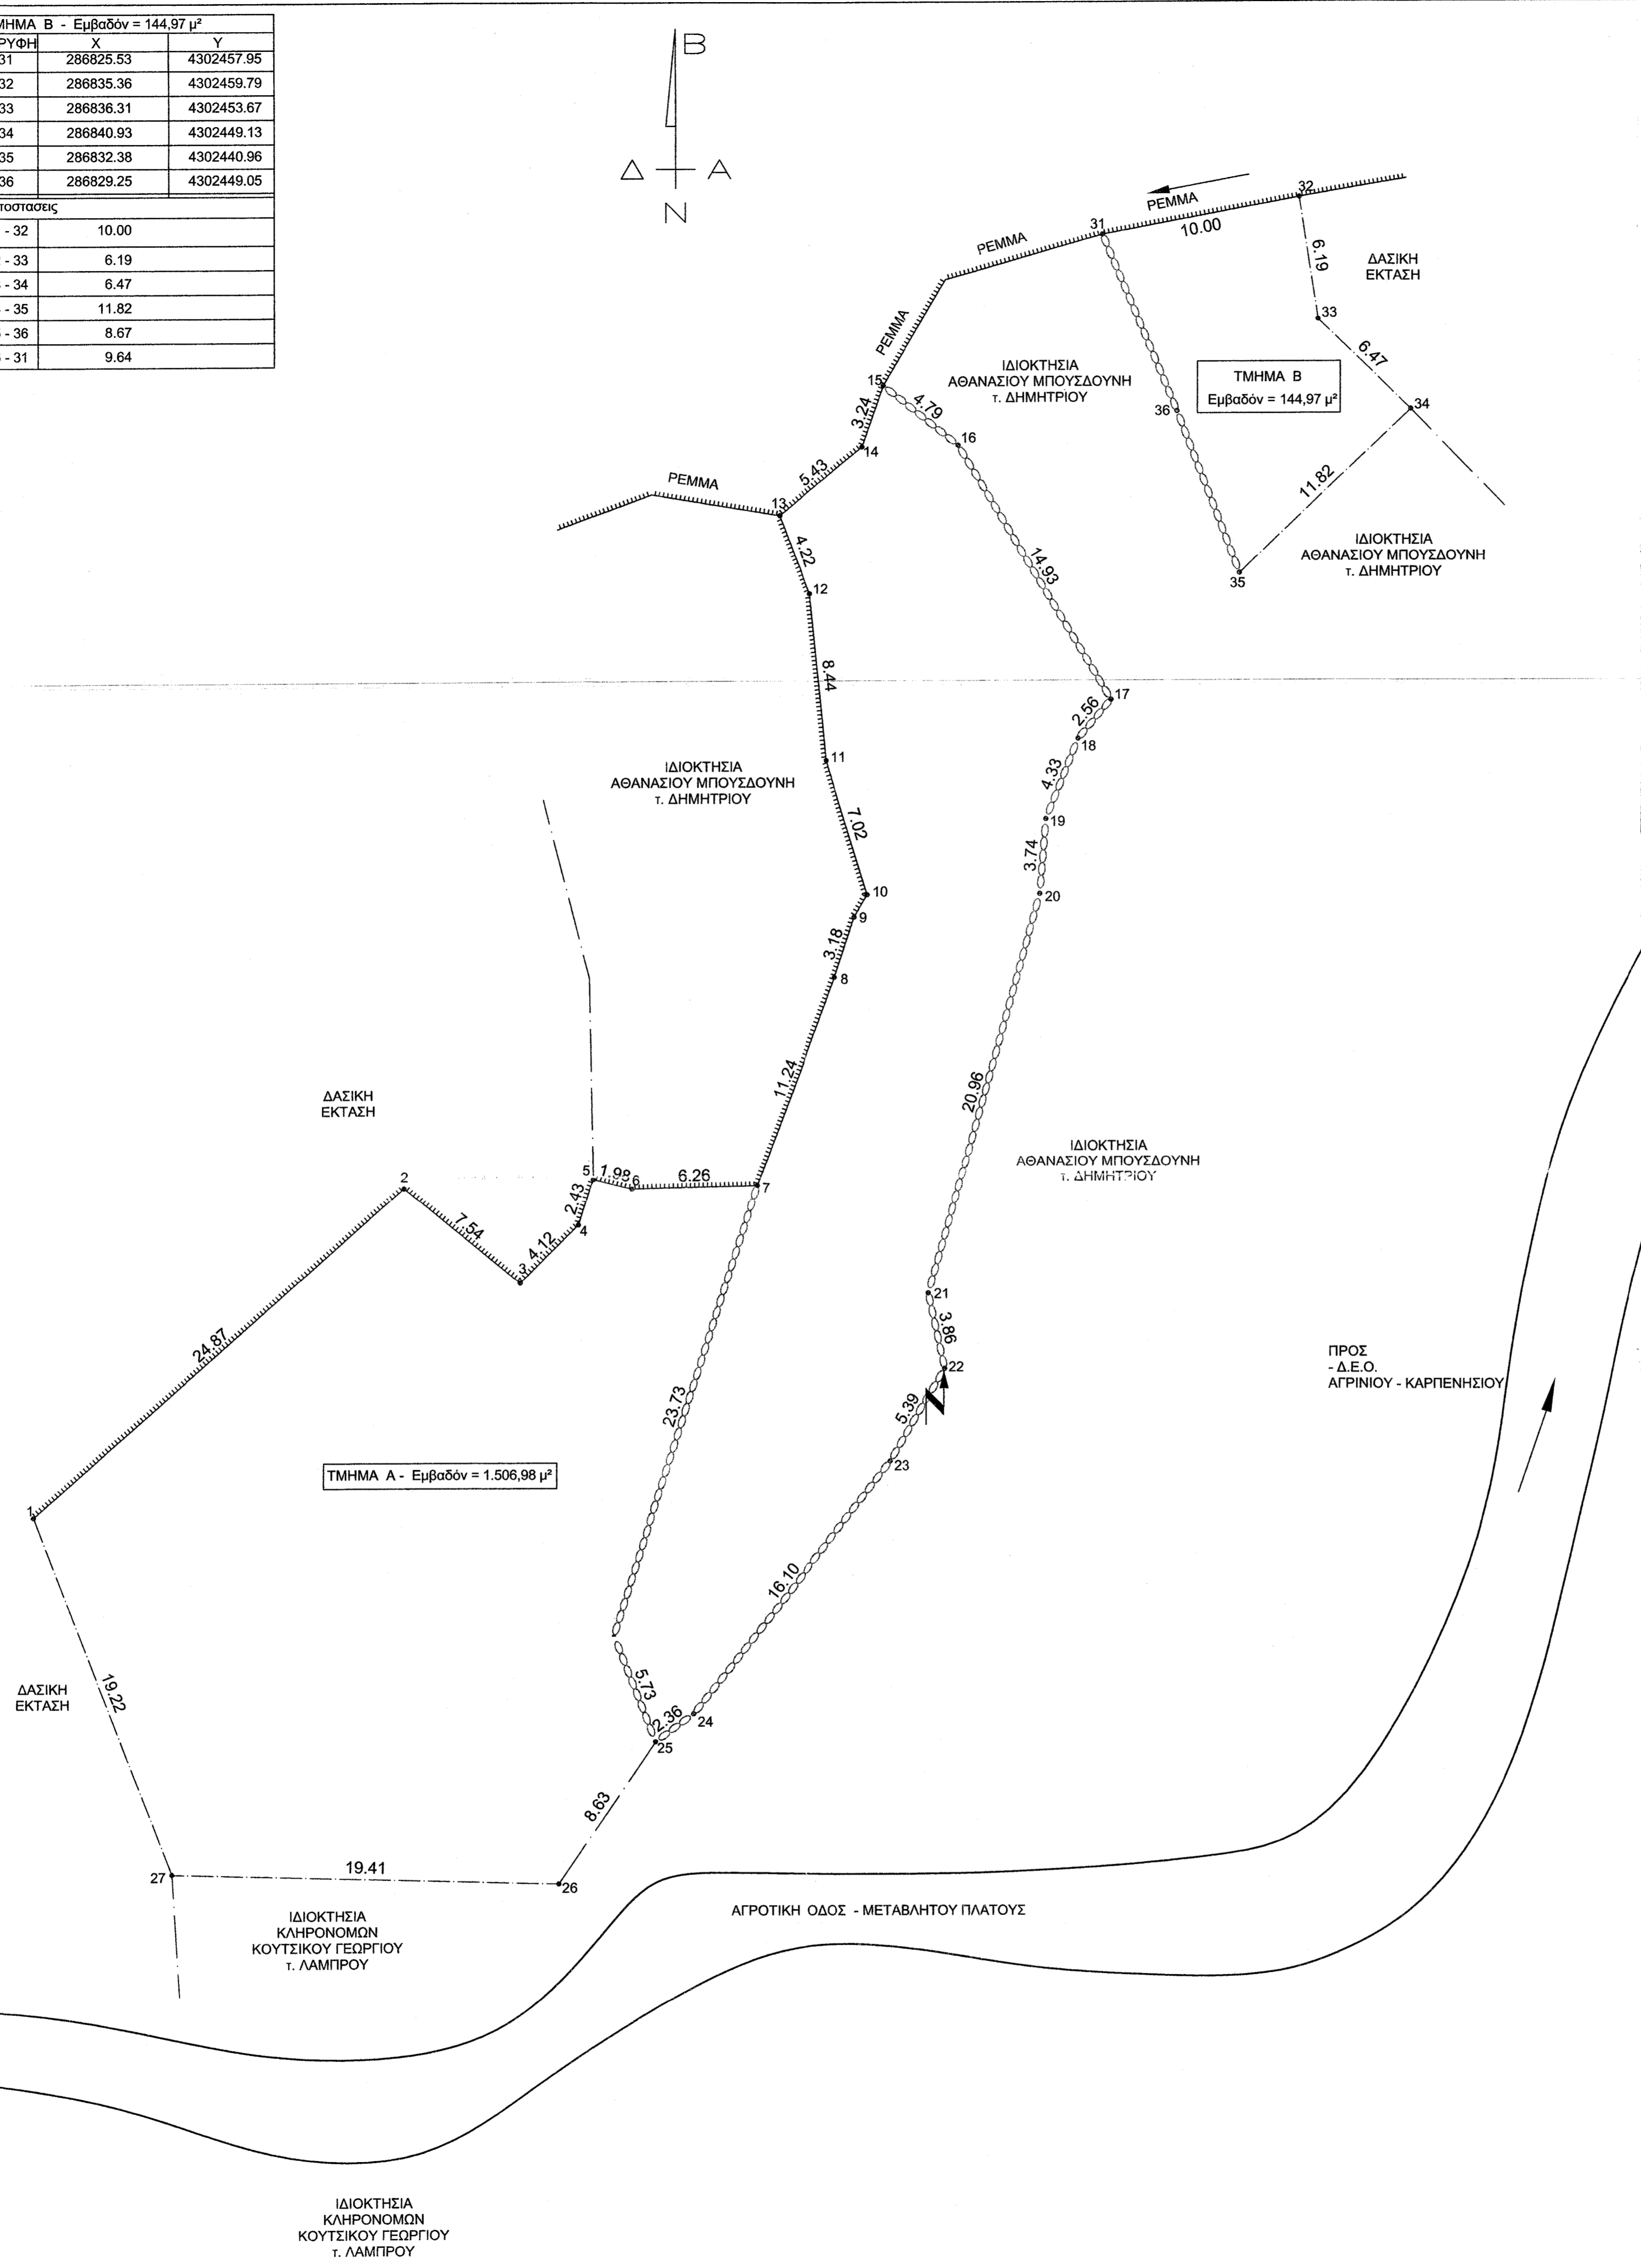 ΜΗΜΑ Β - Εμβαδόν = 144,97 μ²
ΡΥΦΗ Χ Υ
31 286825.53 4302457.95
32 286835.36 4302459.79
33 286836.31 4302453.67
34 286840.93 4302449.13
35 286832.38 4302440.96
36 286829.25 4302449.05
ποστασεις
- 32 10.00
- 33 6.19
- 34 6.47
- 35 11.82
- 36 8.67
- 31 9.64
Β
Δ Α
Ν
ΡΕΜΜΑ
32
31
10.00
ΡΕΜΜΑ
6.19
ΔΑΣΙΚΗ
ΕΚΤΑΣΗ
33
ΡΕΜΜΑ
6.47
ΙΔΙΟΚΤΗΣΙΑ
ΑΘΑΝΑΣΙΟΥ ΜΠΟΥΣΔΟΥΝΗ
τ. ΔΗΜΗΤΡΙΟΥ
ΤΜΗΜΑ Β
Εμβαδόν = 144,97 μ²
15
4.79
3.24
36
34
16
14
5.43
ΡΕΜΜΑ
11.82
13
4.22
14.93
ΙΔΙΟΚΤΗΣΙΑ
ΑΘΑΝΑΣΙΟΥ ΜΠΟΥΣΔΟΥΝΗ
τ. ΔΗΜΗΤΡΙΟΥ
35
12
8.44
17
2.56
18
11
ΙΔΙΟΚΤΗΣΙΑ
ΑΘΑΝΑΣΙΟΥ ΜΠΟΥΣΔΟΥΝΗ
τ. ΔΗΜΗΤΡΙΟΥ
4.33
7.02
19
3.74
10
20
9
3.18
8
11.24
20.96
ΔΑΣΙΚΗ
ΕΚΤΑΣΗ
ΙΔΙΟΚΤΗΣΙΑ
ΑΘΑΝΑΣΙΟΥ ΜΠΟΥΣΔΟΥΝΗ
τ. ΔΗΜΗΤΡΙΟΥ
2
5
1.98
6
6.26
7
2.43
7.54
4
4.12
3
21
3.86
24.87
22
ΠΡΟΣ
- Δ.Ε.Ο.
ΑΓΡΙΝΙΟΥ - ΚΑΡΠΕΝΗΣΙΟΥ
23.73
5.39
23
ΤΜΗΜΑ Α - Εμβαδόν = 1.506,98 μ²
1
16.10
ΔΑΣΙΚΗ
ΕΚΤΑΣΗ
19.22
5.73
2.36
24
25
8.63
27
19.41
26
ΑΓΡΟΤΙΚΗ ΟΔΟΣ - ΜΕΤΑΒΛΗΤΟΥ ΠΛΑΤΟΥΣ
ΙΔΙΟΚΤΗΣΙΑ
ΚΛΗΡΟΝΟΜΩΝ
ΚΟΥΤΣΙΚΟΥ ΓΕΩΡΓΙΟΥ
τ. ΛΑΜΠΡΟΥ
ΙΔΙΟΚΤΗΣΙΑ
ΚΛΗΡΟΝΟΜΩΝ
ΚΟΥΤΣΙΚΟΥ ΓΕΩΡΓΙΟΥ
τ. ΛΑΜΠΡΟΥ